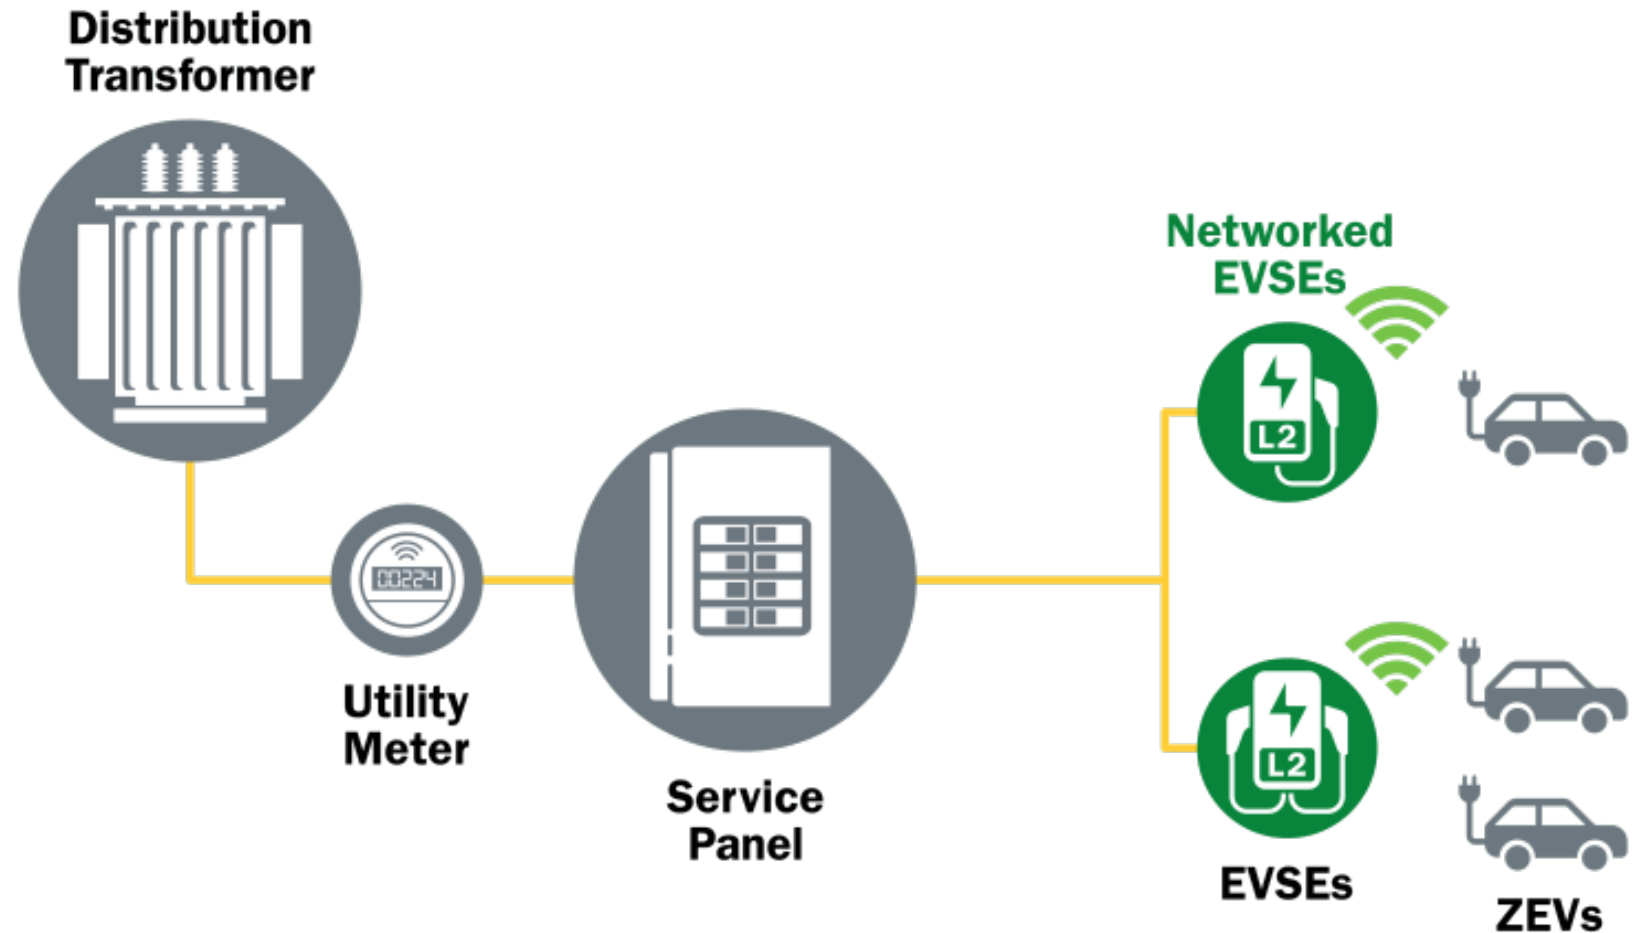 Distribution
Transformer
Networked
EVSEs
L2
00224
Utility
Meter
Service
Panel
L2
EVSEs
ZEVs